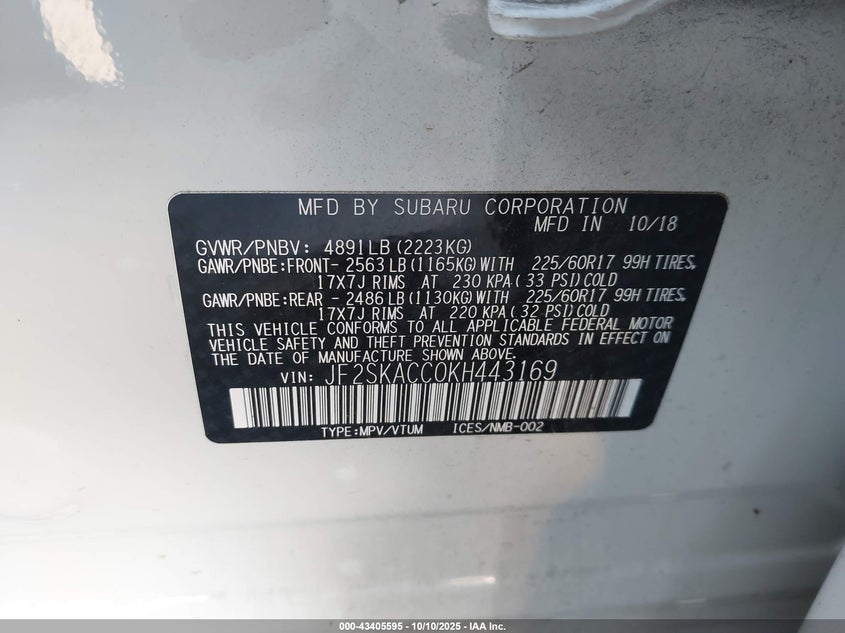 MFD BY SUBARU CORPORATION
MFD IN 10/18
GVWR/PNBV: 4891LB (2223KG)
GAWR/PNBE:FRONT- 2563 LB (1165KG) WITH 225/60R17 99H TIRES,
17X7J RIMS AT 230 KPA (33 PSI) COLD
GAWR/PNBE:REAR - 2486 LB (1130KG) WITH 225/60R17 99H TIRES,
17X7J RIMS AT 220 KPA (32 PSI) COLD
THIS VEHICLE CONFORMS TO ALL APPLICABLE FEDERAL MOTOR
VEHICLE SAFETY AND THEFT PREVENTION STANDARDS IN EFFECT ON
THE DATE OF MANUFACTURE SHOWN ABOVE.
VIN: JF2SKACC0KH443169
TYPE:MPV/VTUM ICES/NMB-002
000-43405595 - 10/10/2025 - IAA Inc.